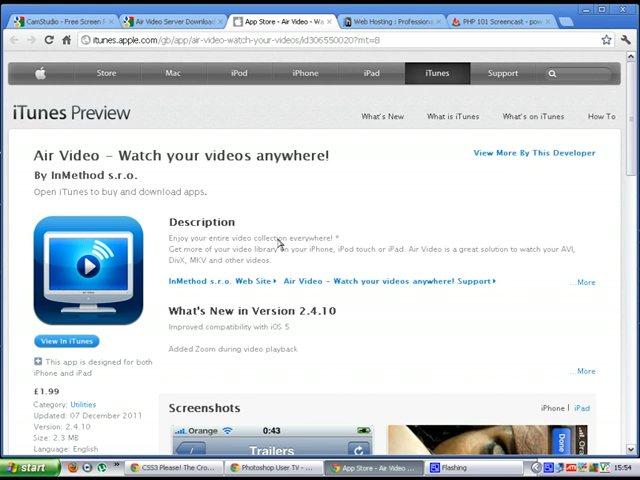 CamStudio - Free Screen R
Air Video Server Download
App Store - Air Video - Wa
Web Hosting : Professiona
PHP 101 Screencast - pow
itunes.apple.com/gb/app/air-video-watch-your-videos/id306550020?mt=8
Store Mac iPod iPhone iPad iTunes Support
iTunes Preview
What's New What is iTunes What's on iTunes How To
Air Video - Watch your videos anywhere!
View More By This Developer
By InMethod s.r.o.
Open iTunes to buy and download apps.
Description
Enjoy your entire video collection everywhere! *
Get more of your video library on your iPhone, iPod touch or iPad. Air Video is a great solution to watch your AVI,
DivX, MKV and other videos.
InMethod s.r.o. Web Site Air Video - Watch your videos anywhere! Support ...More
What's New in Version 2.4.10
Improved compatibility with iOS 5
Added Zoom during video playback
...More
View In iTunes
This app is designed for both
iPhone and iPad
£1.99
Category: Utilities
Updated: 07 December 2011
Version: 2.4.10
Size: 2.3 MB
Language: English
Screenshots
iPhone | iPad
Orange 0:43
Trailers
Done
start
CSS3 Please! The Cro...
Photoshop User TV - ...
App Store - Air Video ...
Flashing
15:54